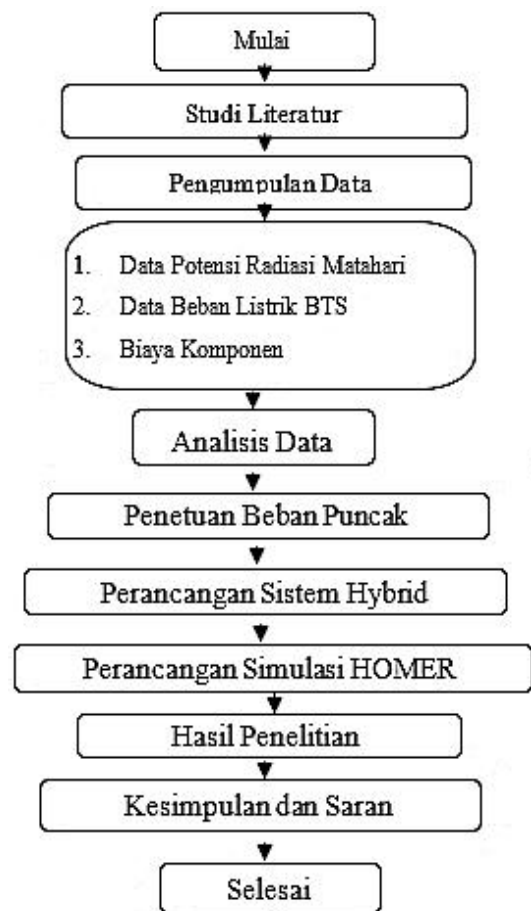 Mulai
Studi Literatur
Pengumpulan Data
1. Data Potensi Radiasi Matahari
2. Data Beban Listrik BTS
3. Biaya Komponen
Analisis Data
Penetuan Beban Puncak
Perancangan Sistem Hybrid
Perancangan Simulasi HOMER
Hasil Penelitian
Kesimpulan dan Saran
Selesai